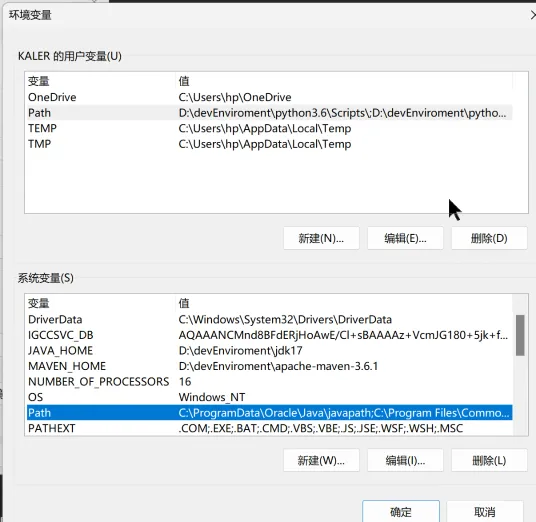 环境变量
KALER 的用户变量(U)
变量 值
OneDrive C:\Users\hp\OneDrive
Path D:\devEnviroment\python3.6\Scripts\;D:\devEnviroment\pytho...
TEMP C:\Users\hp\AppData\Local\Temp
TMP C:\Users\hp\AppData\Local\Temp
新建(N)... 编辑(E)... 删除(D)
系统变量(S)
变量 值
DriverData C:\Windows\System32\Drivers\DriverData
IGCCSVC_DB AQAAANCMnd8BFdERjHoAwE/Cl+sBAAAAz+VcmJG180+5jk+f...
JAVA_HOME D:\devEnviroment\jdk17
MAVEN_HOME D:\devEnviroment\apache-maven-3.6.1
NUMBER_OF_PROCESSORS 16
OS Windows_NT
Path C:\ProgramData\Oracle\Java\javapath;C:\Program Files\Commo...
PATHEXT .COM;.EXE;.BAT;.CMD;.VBS;.VBE;.JS;.JSE;.WSF;.WSH;.MSC
新建(W)... 编辑(I)... 删除(L)
确定 取消